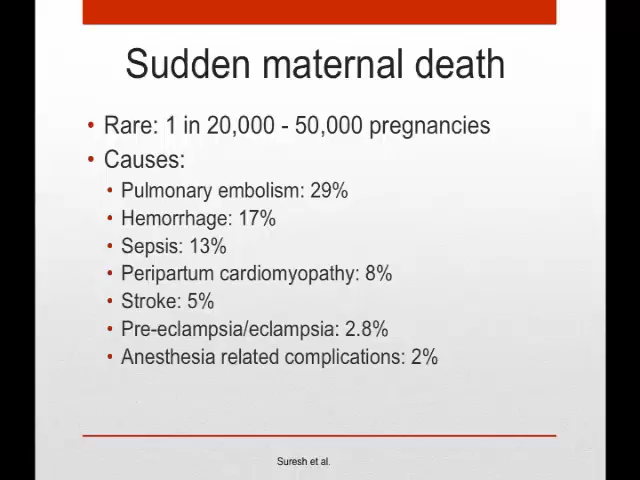 Sudden maternal death
• Rare: 1 in 20,000 - 50,000 pregnancies
• Causes:
• Pulmonary embolism: 29%
• Hemorrhage: 17%
• Sepsis: 13%
• Peripartum cardiomyopathy: 8%
• Stroke: 5%
• Pre-eclampsia/eclampsia: 2.8%
• Anesthesia related complications: 2%
Suresh et al.